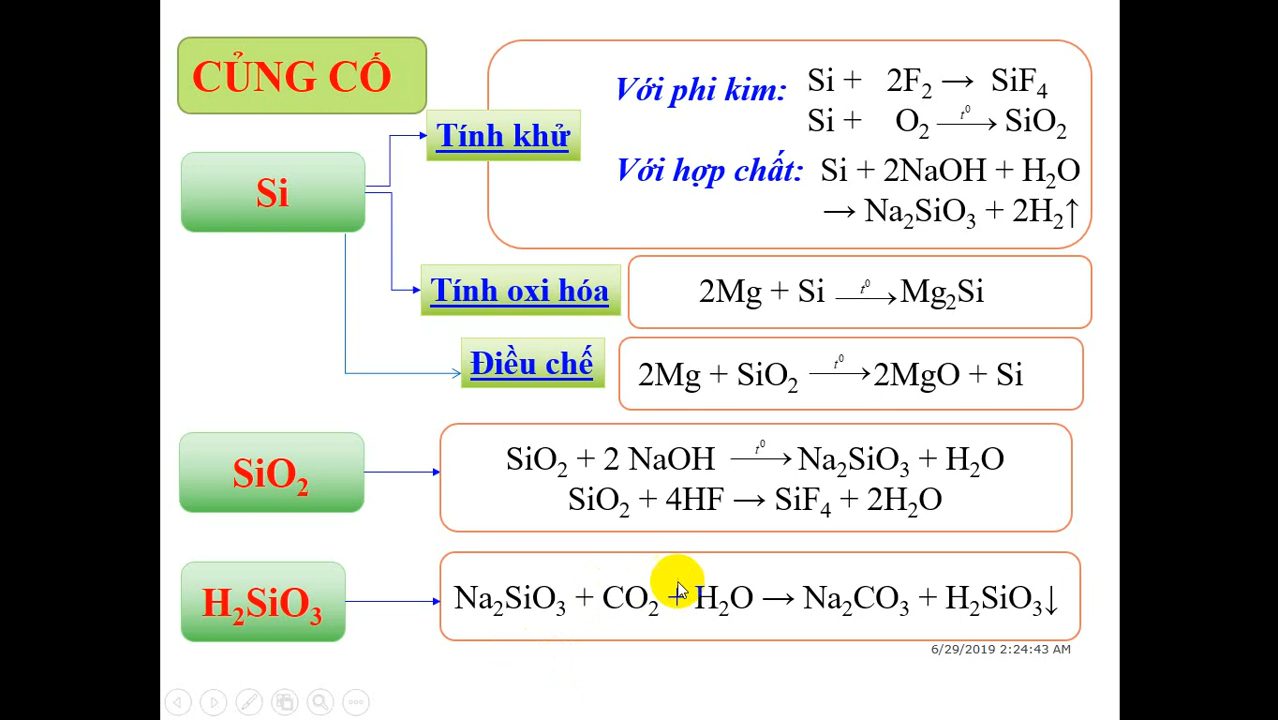 CỦNG CỐ
Với phi kim: Si + 2F₂ → SiF₄
Si + O₂ —t⁰→ SiO₂
Tính khử
Với hợp chất: Si + 2NaOH + H₂O
→ Na₂SiO₃ + 2H₂↑
Si
Tính oxi hóa
2Mg + Si —t⁰→ Mg₂Si
Điều chế
2Mg + SiO₂ —t⁰→ 2MgO + Si
SiO₂
SiO₂ + 2 NaOH —t⁰→ Na₂SiO₃ + H₂O
SiO₂ + 4HF → SiF₄ + 2H₂O
H₂SiO₃
Na₂SiO₃ + CO₂ + H₂O → Na₂CO₃ + H₂SiO₃↓
6/29/2019 2:24:43 AM